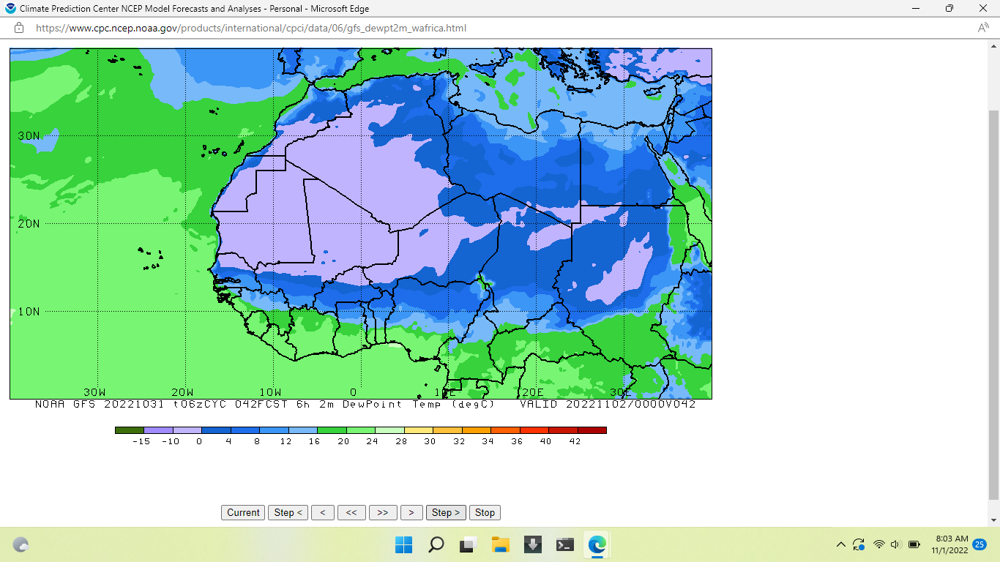 Climate Prediction Center NCEP Model Forecasts and Analyses - Personal - Microsoft Edge
https://www.cpc.ncep.noaa.gov/products/international/cpci/data/06/gfs_dewpt2m_wafrica.html
30N
20N
10N
30W 20W 10W 0 10E 20E 30E
NOAA GFS 20221031 t06zCYC 042FCST 6h 2m DewPoint Temp (degC) VALID 20221102/0000V042
-15 -10 0 4 8 12 16 20 24 28 30 32 34 36 40 42
Current Step < < << >> > Step > Stop
8:03 AM
11/1/2022
25